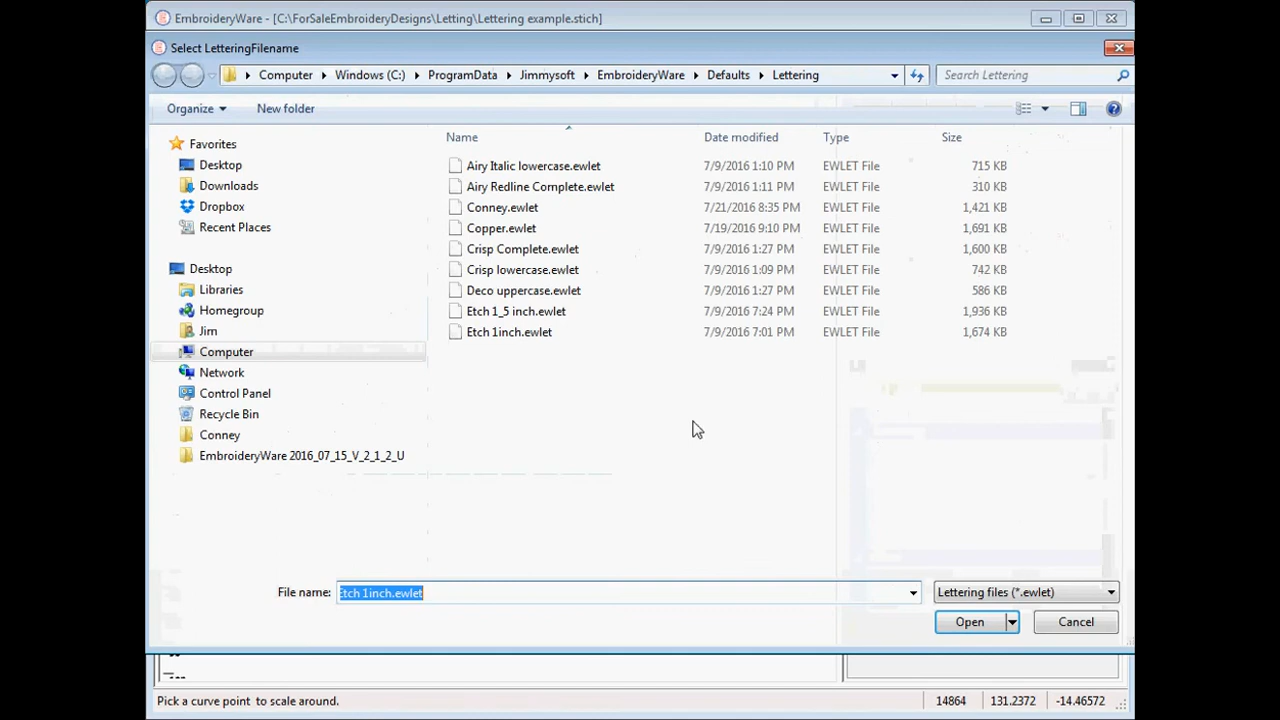 EmbroideryWare - [C:\ForSaleEmbroideryDesigns\Letting\Lettering example.stich]
Select LetteringFilename
Computer Windows (C:) ProgramData Jimmysoft EmbroideryWare Defaults Lettering Search Lettering
Organize New folder
Favorites
Desktop
Downloads
Dropbox
Recent Places
Desktop
Libraries
Homegroup
Jim
Computer
Network
Control Panel
Recycle Bin
Conney
EmbroideryWare 2016_07_15_V_2_1_2_U
Name Date modified Type Size
Airy Italic lowercase.ewlet 7/9/2016 1:10 PM EWLET File 715 KB
Airy Redline Complete.ewlet 7/9/2016 1:11 PM EWLET File 310 KB
Conney.ewlet 7/21/2016 8:35 PM EWLET File 1,421 KB
Copper.ewlet 7/19/2016 9:10 PM EWLET File 1,691 KB
Crisp Complete.ewlet 7/9/2016 1:27 PM EWLET File 1,600 KB
Crisp lowercase.ewlet 7/9/2016 1:09 PM EWLET File 742 KB
Deco uppercase.ewlet 7/9/2016 1:27 PM EWLET File 586 KB
Etch 1_5 inch.ewlet 7/9/2016 7:24 PM EWLET File 1,936 KB
Etch 1inch.ewlet 7/9/2016 7:01 PM EWLET File 1,674 KB
File name: Etch 1inch.ewlet Lettering files (*.ewlet)
Open Cancel
Pick a curve point to scale around. 14864 131.2372 -14.46572